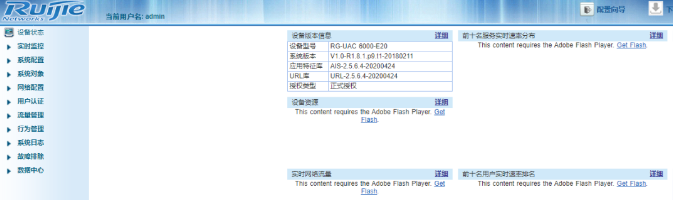 Ruijie
Networks
当前用户名: admin
配置向导
设备状态
实时监控
系统配置
系统对象
网络配置
用户认证
流量管理
行为管理
系统日志
故障排除
数据中心
设备版本信息 详细
设备型号 RG-UAC 6000-E20
系统版本 V1.0-R1.8.1.p9.I1-20180211
应用特征库 AIS-2.5.6.4-20200424
URL库 URL-2.5.6.4-20200424
授权类型 正式授权
设备资源 详细
This content requires the Adobe Flash Player. Get
Flash.
实时网络流量 详细
This content requires the Adobe Flash Player. Get
Flash
前十名服务实时速率分布 详细
This content requires the Adobe Flash Player. Get Flash.
前十名用户实时速率排名 详细
This content requires the Adobe Flash Player. Get Flash.